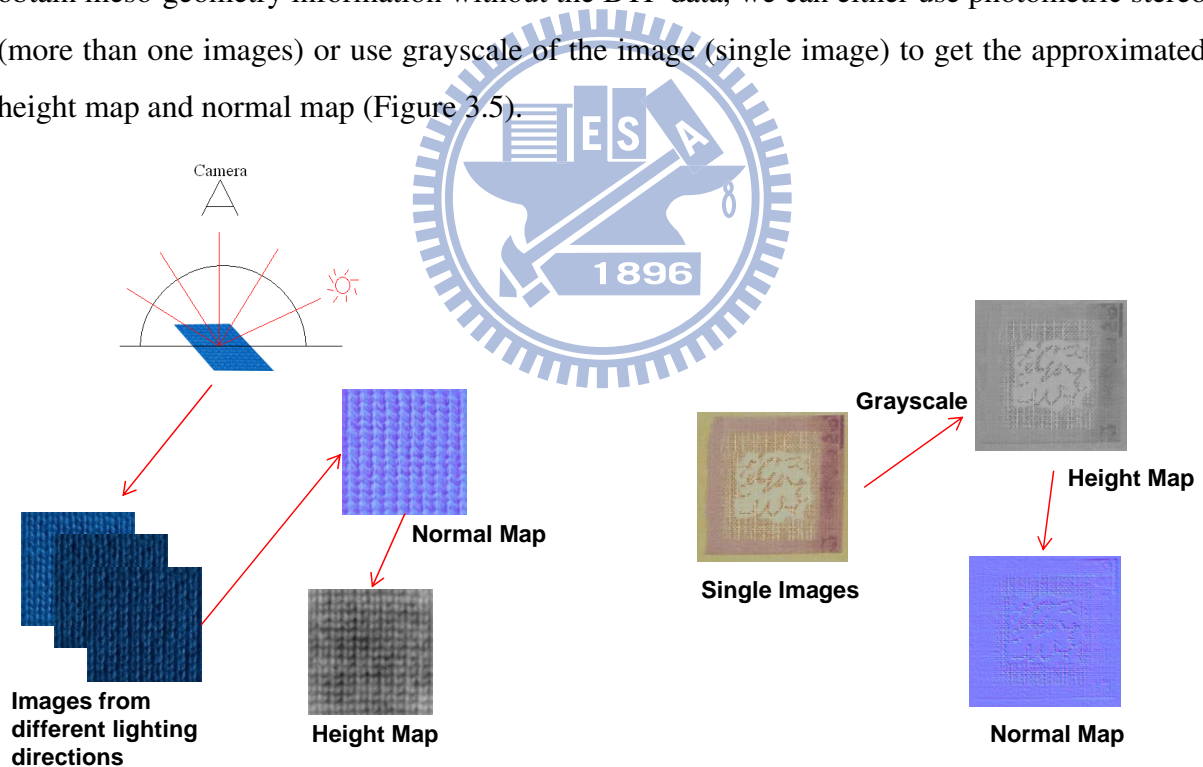 (more than one images) or use grayscale of the image (single image) to get the approximated
height map and normal map (Figure 3.5).
E S A
1896
Camera
Grayscale
Height Map
Normal Map
Single Images
Images from
different lighting
directions
Height Map
Normal Map